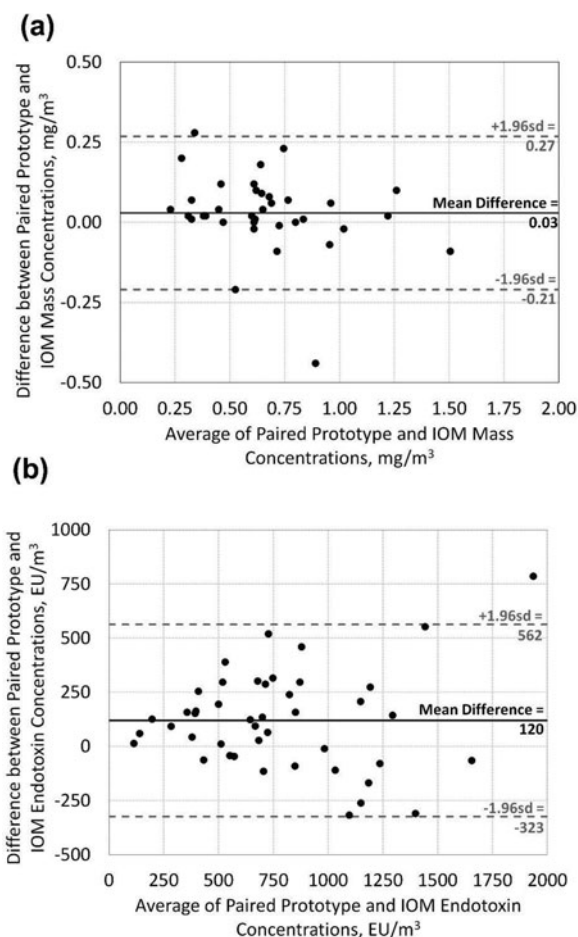 (a)
Difference between Paired Prototype and
IOM Mass Concentrations, mg/m³
0.50
0.25
0.00
-0.25
-0.50
+1.96sd =
0.27
Mean Difference =
0.03
-1.96sd =
-0.21
0.00 0.25 0.50 0.75 1.00 1.25 1.50 1.75 2.00
Average of Paired Prototype and IOM Mass
Concentrations, mg/m³
(b)
Difference between Paired Prototype and
IOM Endotoxin Concentrations, EU/m³
1000
750
500
250
0
-250
-500
+1.96sd =
562
Mean Difference =
120
-1.96sd =
-323
0 250 500 750 1000 1250 1500 1750 2000
Average of Paired Prototype and IOM Endotoxin
Concentrations, EU/m³